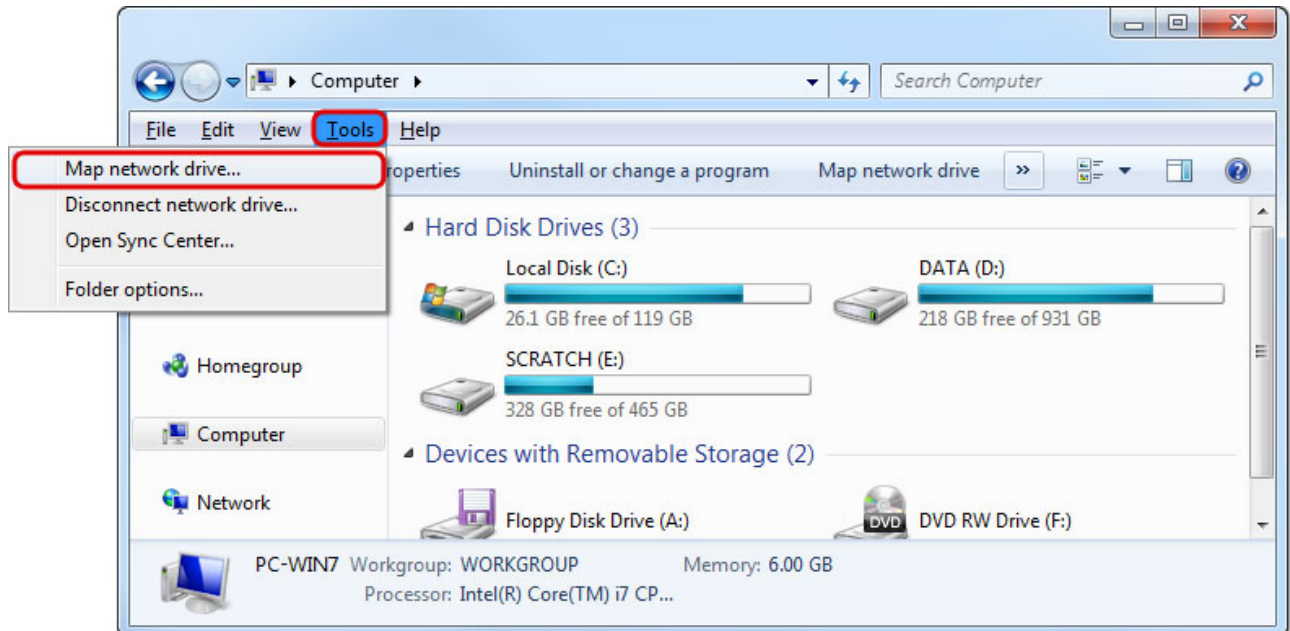 Computer
Search Computer
File Edit View Tools Help
Map network drive...
Disconnect network drive...
Open Sync Center...
Folder options...
Uninstall or change a program Map network drive »
Hard Disk Drives (3)
Local Disk (C:) DATA (D:)
26.1 GB free of 119 GB 218 GB free of 931 GB
SCRATCH (E:)
328 GB free of 465 GB
Homegroup
Computer
Network
Devices with Removable Storage (2)
Floppy Disk Drive (A:) DVD DVD RW Drive (F:)
PC-WIN7 Workgroup: WORKGROUP Memory: 6.00 GB
Processor: Intel(R) Core(TM) i7 CP...